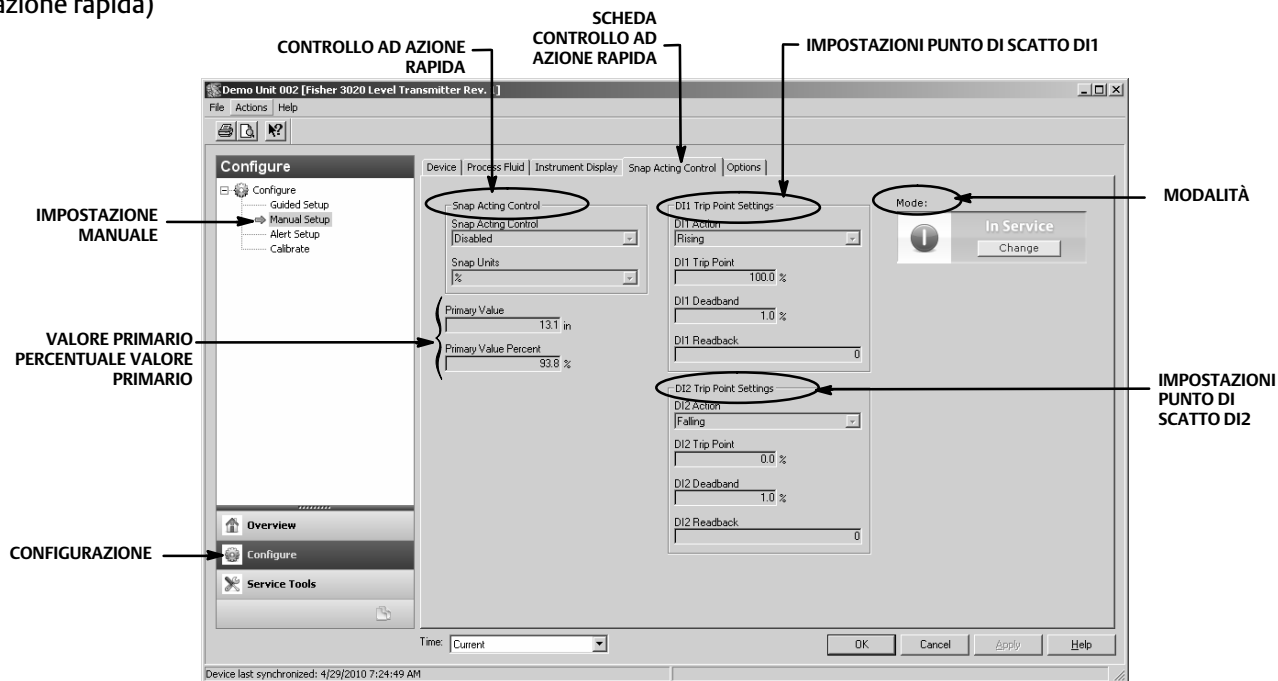 azione rapida)
SCHEDA
CONTROLLO AD
AZIONE RAPIDA
CONTROLLO AD AZIONE
RAPIDA
IMPOSTAZIONI PUNTO DI SCATTO DI1
Demo Unit 002 [Fisher 3020 Level Transmitter Rev. 1]
File Actions Help
Configure
Configure
Guided Setup
Manual Setup
Alert Setup
Calibrate
IMPOSTAZIONE
MANUALE
Device Process Fluid Instrument Display Snap Acting Control Options
Snap Acting Control
Snap Acting Control
Disabled
Snap Units
%
Primary Value
13.1 in
Primary Value Percent
93.8 %
VALORE PRIMARIO
PERCENTUALE VALORE
PRIMARIO
DI1 Trip Point Settings
DI1 Action
Rising
DI1 Trip Point
100.0 %
DI1 Deadband
1.0 %
DI1 Readback
0
DI2 Trip Point Settings
DI2 Action
Falling
DI2 Trip Point
0.0 %
DI2 Deadband
1.0 %
DI2 Readback
0
Mode:
In Service
Change
MODALITÀ
IMPOSTAZIONI
PUNTO DI
SCATTO DI2
Overview
Configure
Service Tools
CONFIGURAZIONE
Time: Current
OK Cancel Apply Help
Device last synchronized: 4/29/2010 7:24:49 AM